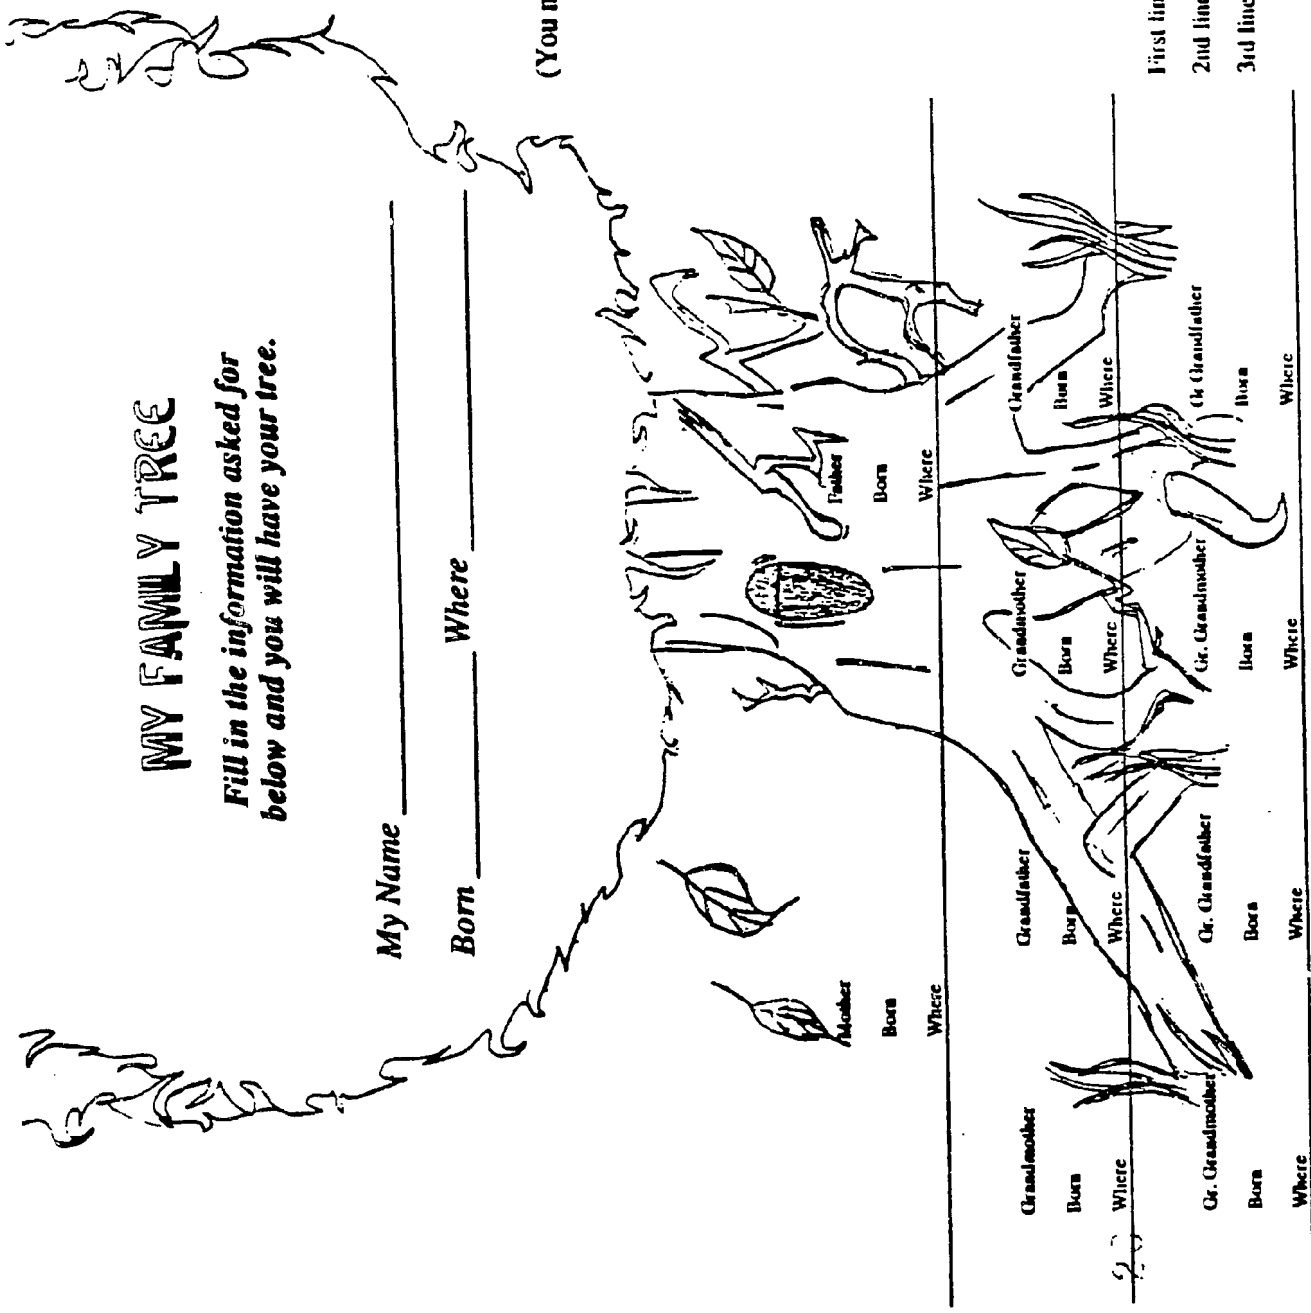 MY FAMILY TREE
Fill in the information asked for
below and you will have your tree.
My Name
Born Where
(You
Mother Father
Born Born
Where Where
Grandmother Grandfather Grandmother Grandfather
Born Born Born Born
Where Where Where Where
First
2nd
3rd line
Gr. Grandmother Gr. Grandfather Gr. Grandmother Gr Grandfather
Born Born Born Born
Where Where Where Where